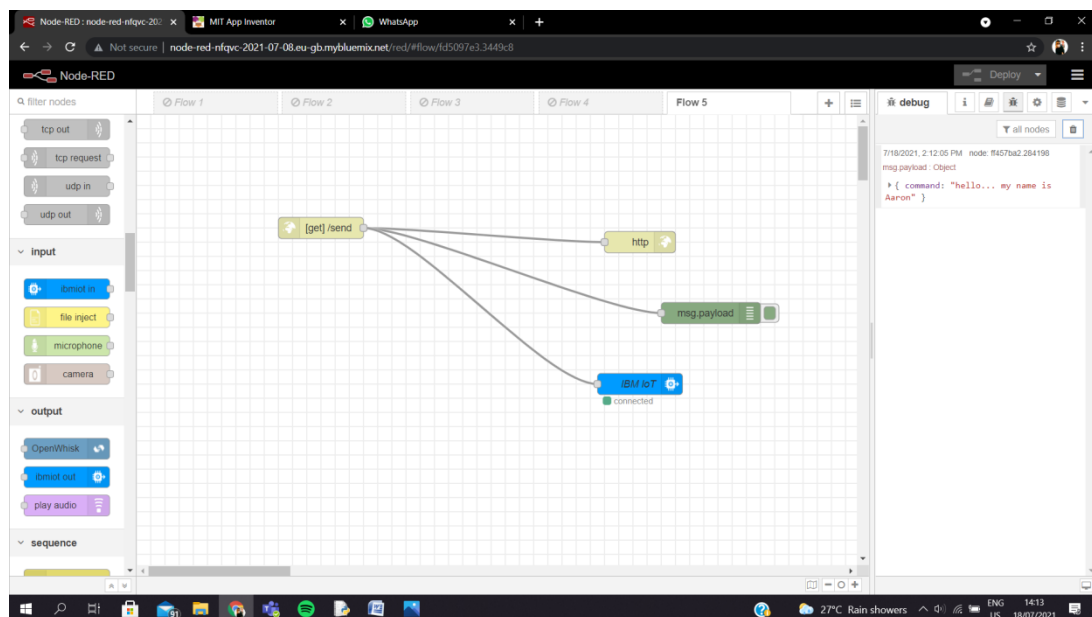 Node-RED : node-red-nfqvc-202
MIT App Inventor
WhatsApp
Not secure | node-red-nfqvc-2021-07-08.eu-gb.mybluemix.net/red/#flow/fd5097e3.3449c8
Node-RED
Deploy
filter nodes
Flow 1
Flow 2
Flow 3
Flow 4
Flow 5
debug
all nodes
tcp out
tcp request
udp in
udp out
input
ibmiot in
file inject
microphone
camera
output
OpenWhisk
ibmiot out
play audio
sequence
[get] /send
http
msg.payload
IBM IoT
connected
7/18/2021, 2:12:05 PM node: ff457ba2.284198
msg.payload : Object
{ command: "hello... my name is
Aaron" }
91
27°C Rain showers
ENG
US
14:13
18/07/2021